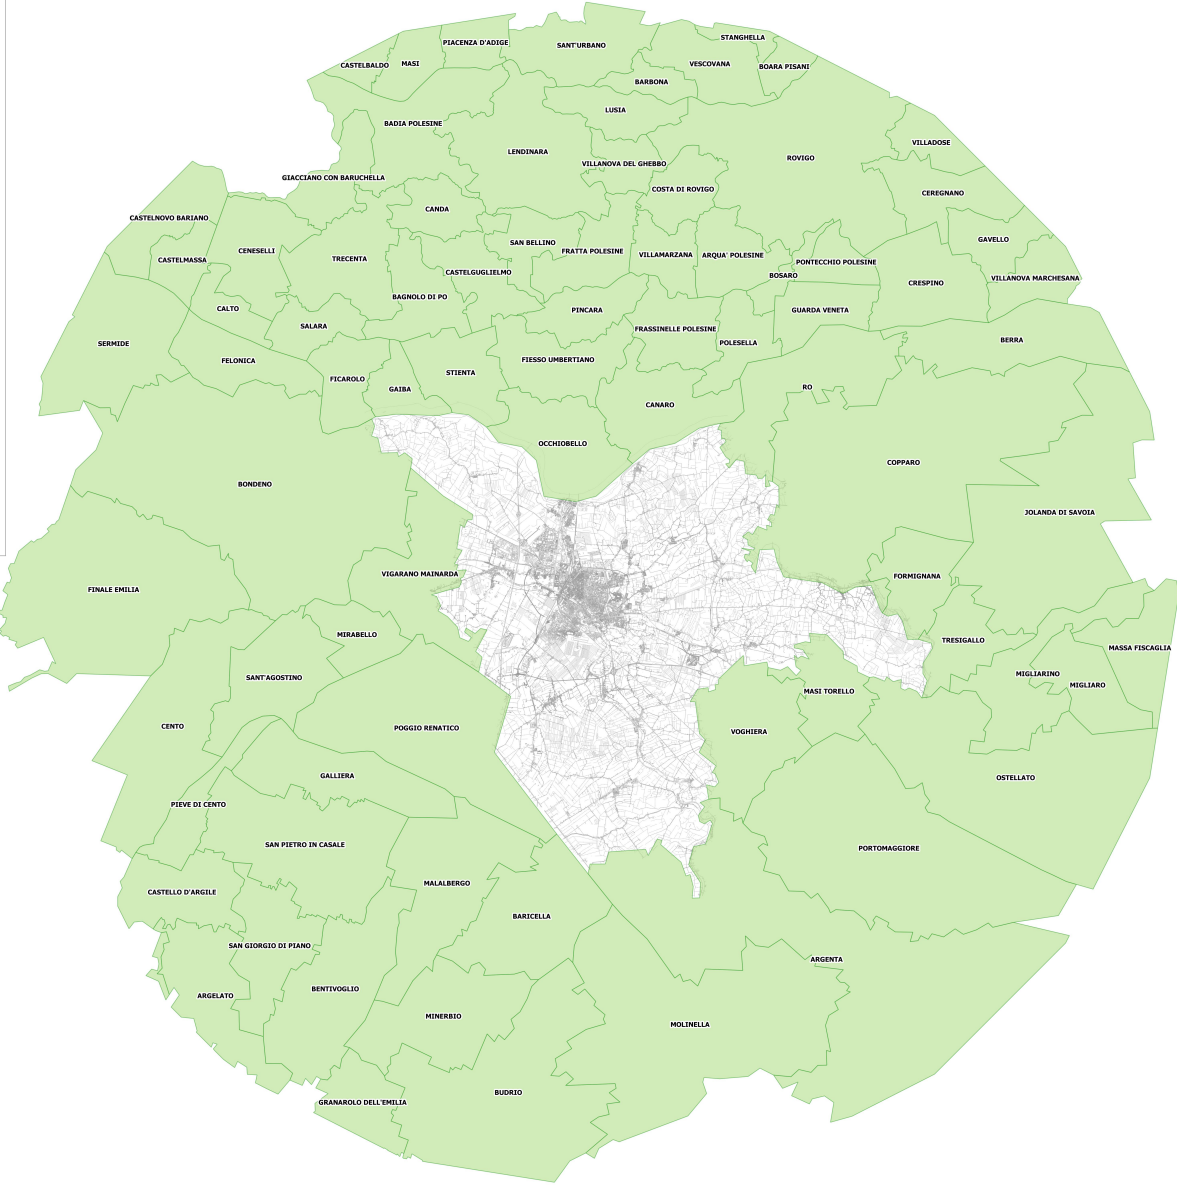 STANGHELLA
PIACENZA D'ADIGE
SANT'URBANO
CASTELBALDO
MASI
VESCOVANA
BOARA PISANI
BARBONA
LUSIA
BADIA POLESINE
VILLADOSE
LENDINARA
ROVIGO
VILLANOVA DEL GHEBBO
GIACCIANO CON BARUCHELLA
COSTA DI ROVIGO
CEREGNANO
CANDA
CASTELNOVO BARIANO
GAVELLO
SAN BELLINO
CENESELLI
FRATTA POLESINE
VILLAMARZANA
ARQUA' POLESINE
CASTELMASSA
TRECENTA
PONTECCHIO POLESINE
CASTELGUGLIELMO
BOSARO
VILLANOVA MARCHESANA
CRESPINO
BAGNOLO DI PO
CALTO
PINCARA
GUARDA VENETA
SALARA
FRASSINELLE POLESINE
SERMIDE
POLESELLA
BERRA
FELONICA
FIESSO UMBERTIANO
STIENTA
FICAROLO
GAIBA
RO
CANARO
OCCHIOBELLO
COPPARO
BONDENO
JOLANDA DI SAVOIA
VIGARANO MAINARDA
FORMIGNANA
FINALE EMILIA
MIRABELLO
TRESIGALLO
MASSA FISCAGLIA
SANT'AGOSTINO
MIGLIARINO
MIGLIARO
MASI TORELLO
CENTO
POGGIO RENATICO
VOGHIERA
GALLIERA
OSTELLATO
PIEVE DI CENTO
SAN PIETRO IN CASALE
PORTOMAGGIORE
MALALBERGO
CASTELLO D'ARGILE
BARICELLA
SAN GIORGIO DI PIANO
ARGENTA
BENTIVOGLIO
ARGELATO
MINERBIO
MOLINELLA
BUDRIO
GRANAROLO DELL'EMILIA